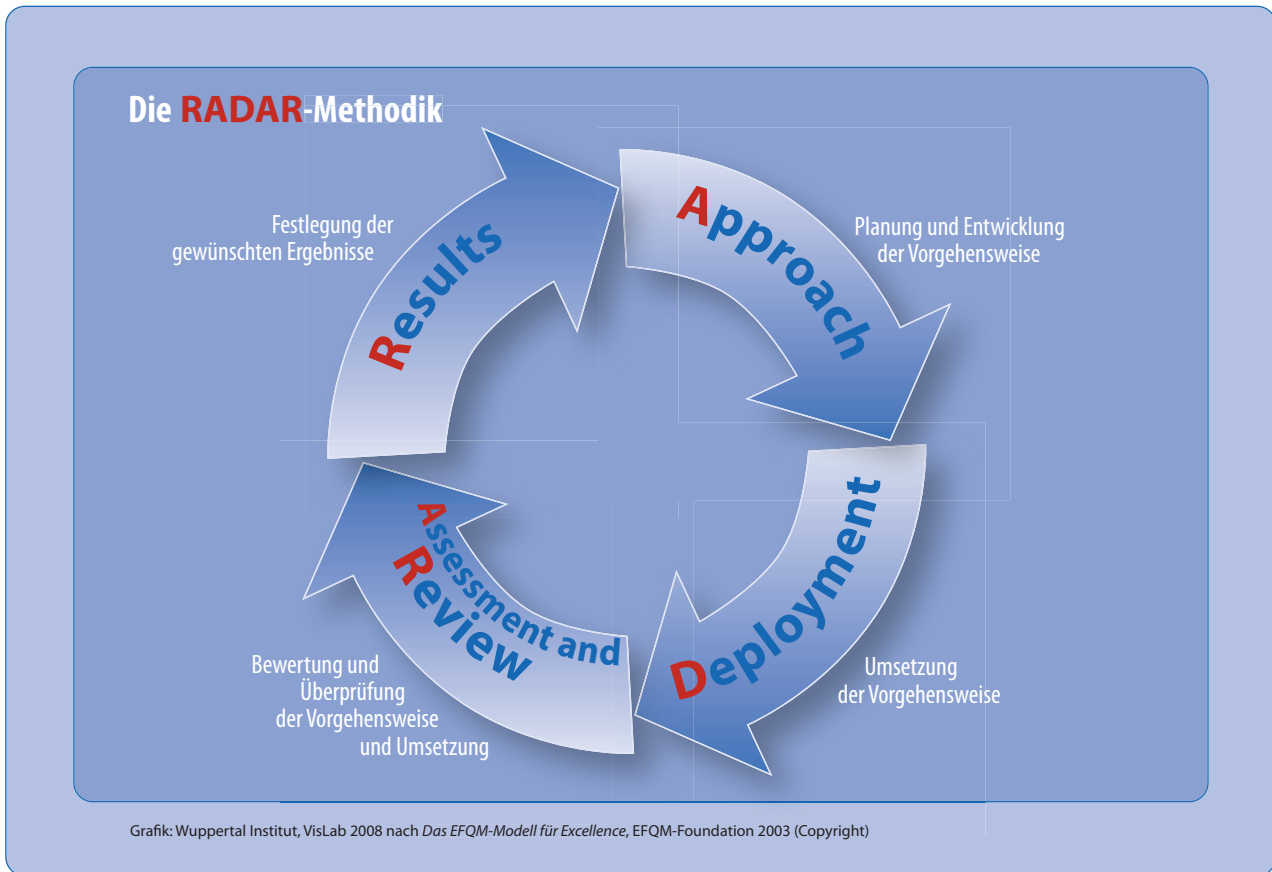 Die RADAR-Methodik
Festlegung der
gewünschten Ergebnisse
Results
Approach
Planung und Entwicklung
der Vorgehensweise
Deployment
Umsetzung
der Vorgehensweise
Assessment and
Review
Bewertung und
Überprüfung
der Vorgehensweise
und Umsetzung
Grafik: Wuppertal Institut, VisLab 2008 nach Das EFQM-Modell für Excellence, EFQM-Foundation 2003 (Copyright)